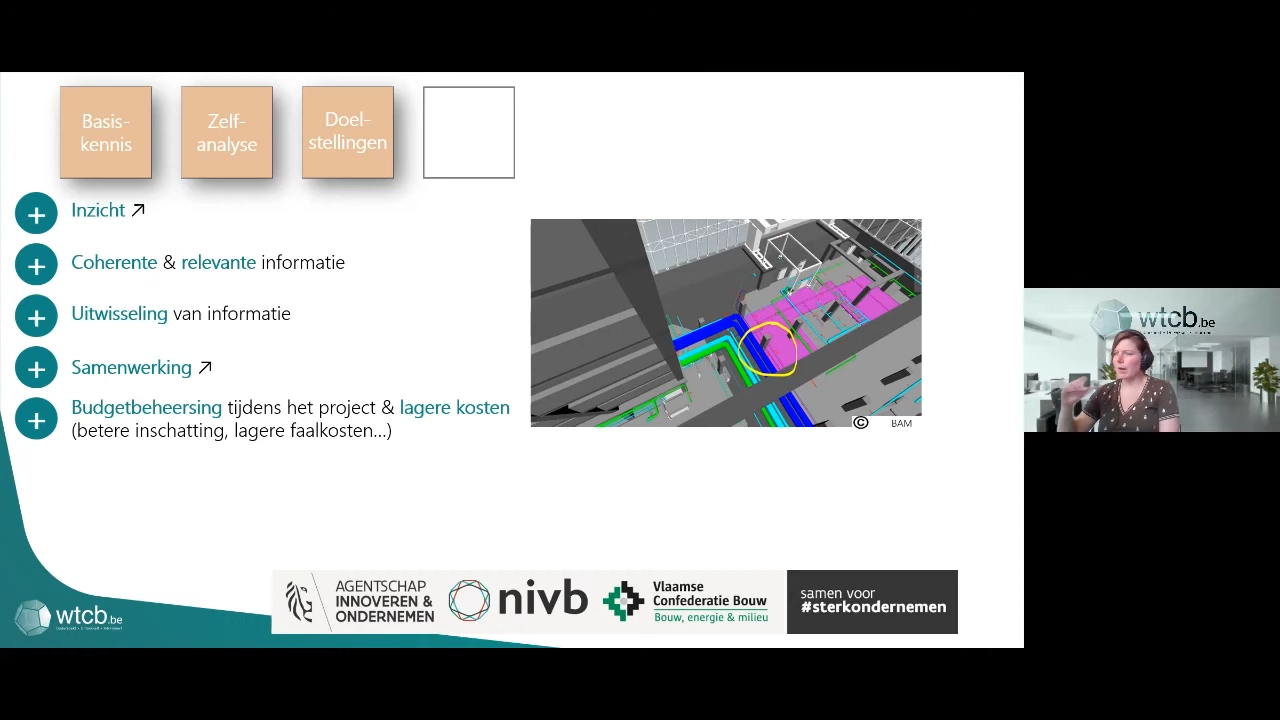 Basis-
kennis
Zelf-
analyse
Doel-
stellingen
+ Inzicht ↗
+ Coherente & relevante informatie
+ Uitwisseling van informatie
+ Samenwerking ↗
+ Budgetbeheersing tijdens het project & lagere kosten
(betere inschatting, lagere faalkosten...)
© BAM
wtcb.be
wtcb.be
AGENTSCHAP
INNOVEREN &
ONDERNEMEN
nivb
Vlaamse
Confederatie Bouw
Bouw, energie & milieu
samen voor
#sterkondernemen